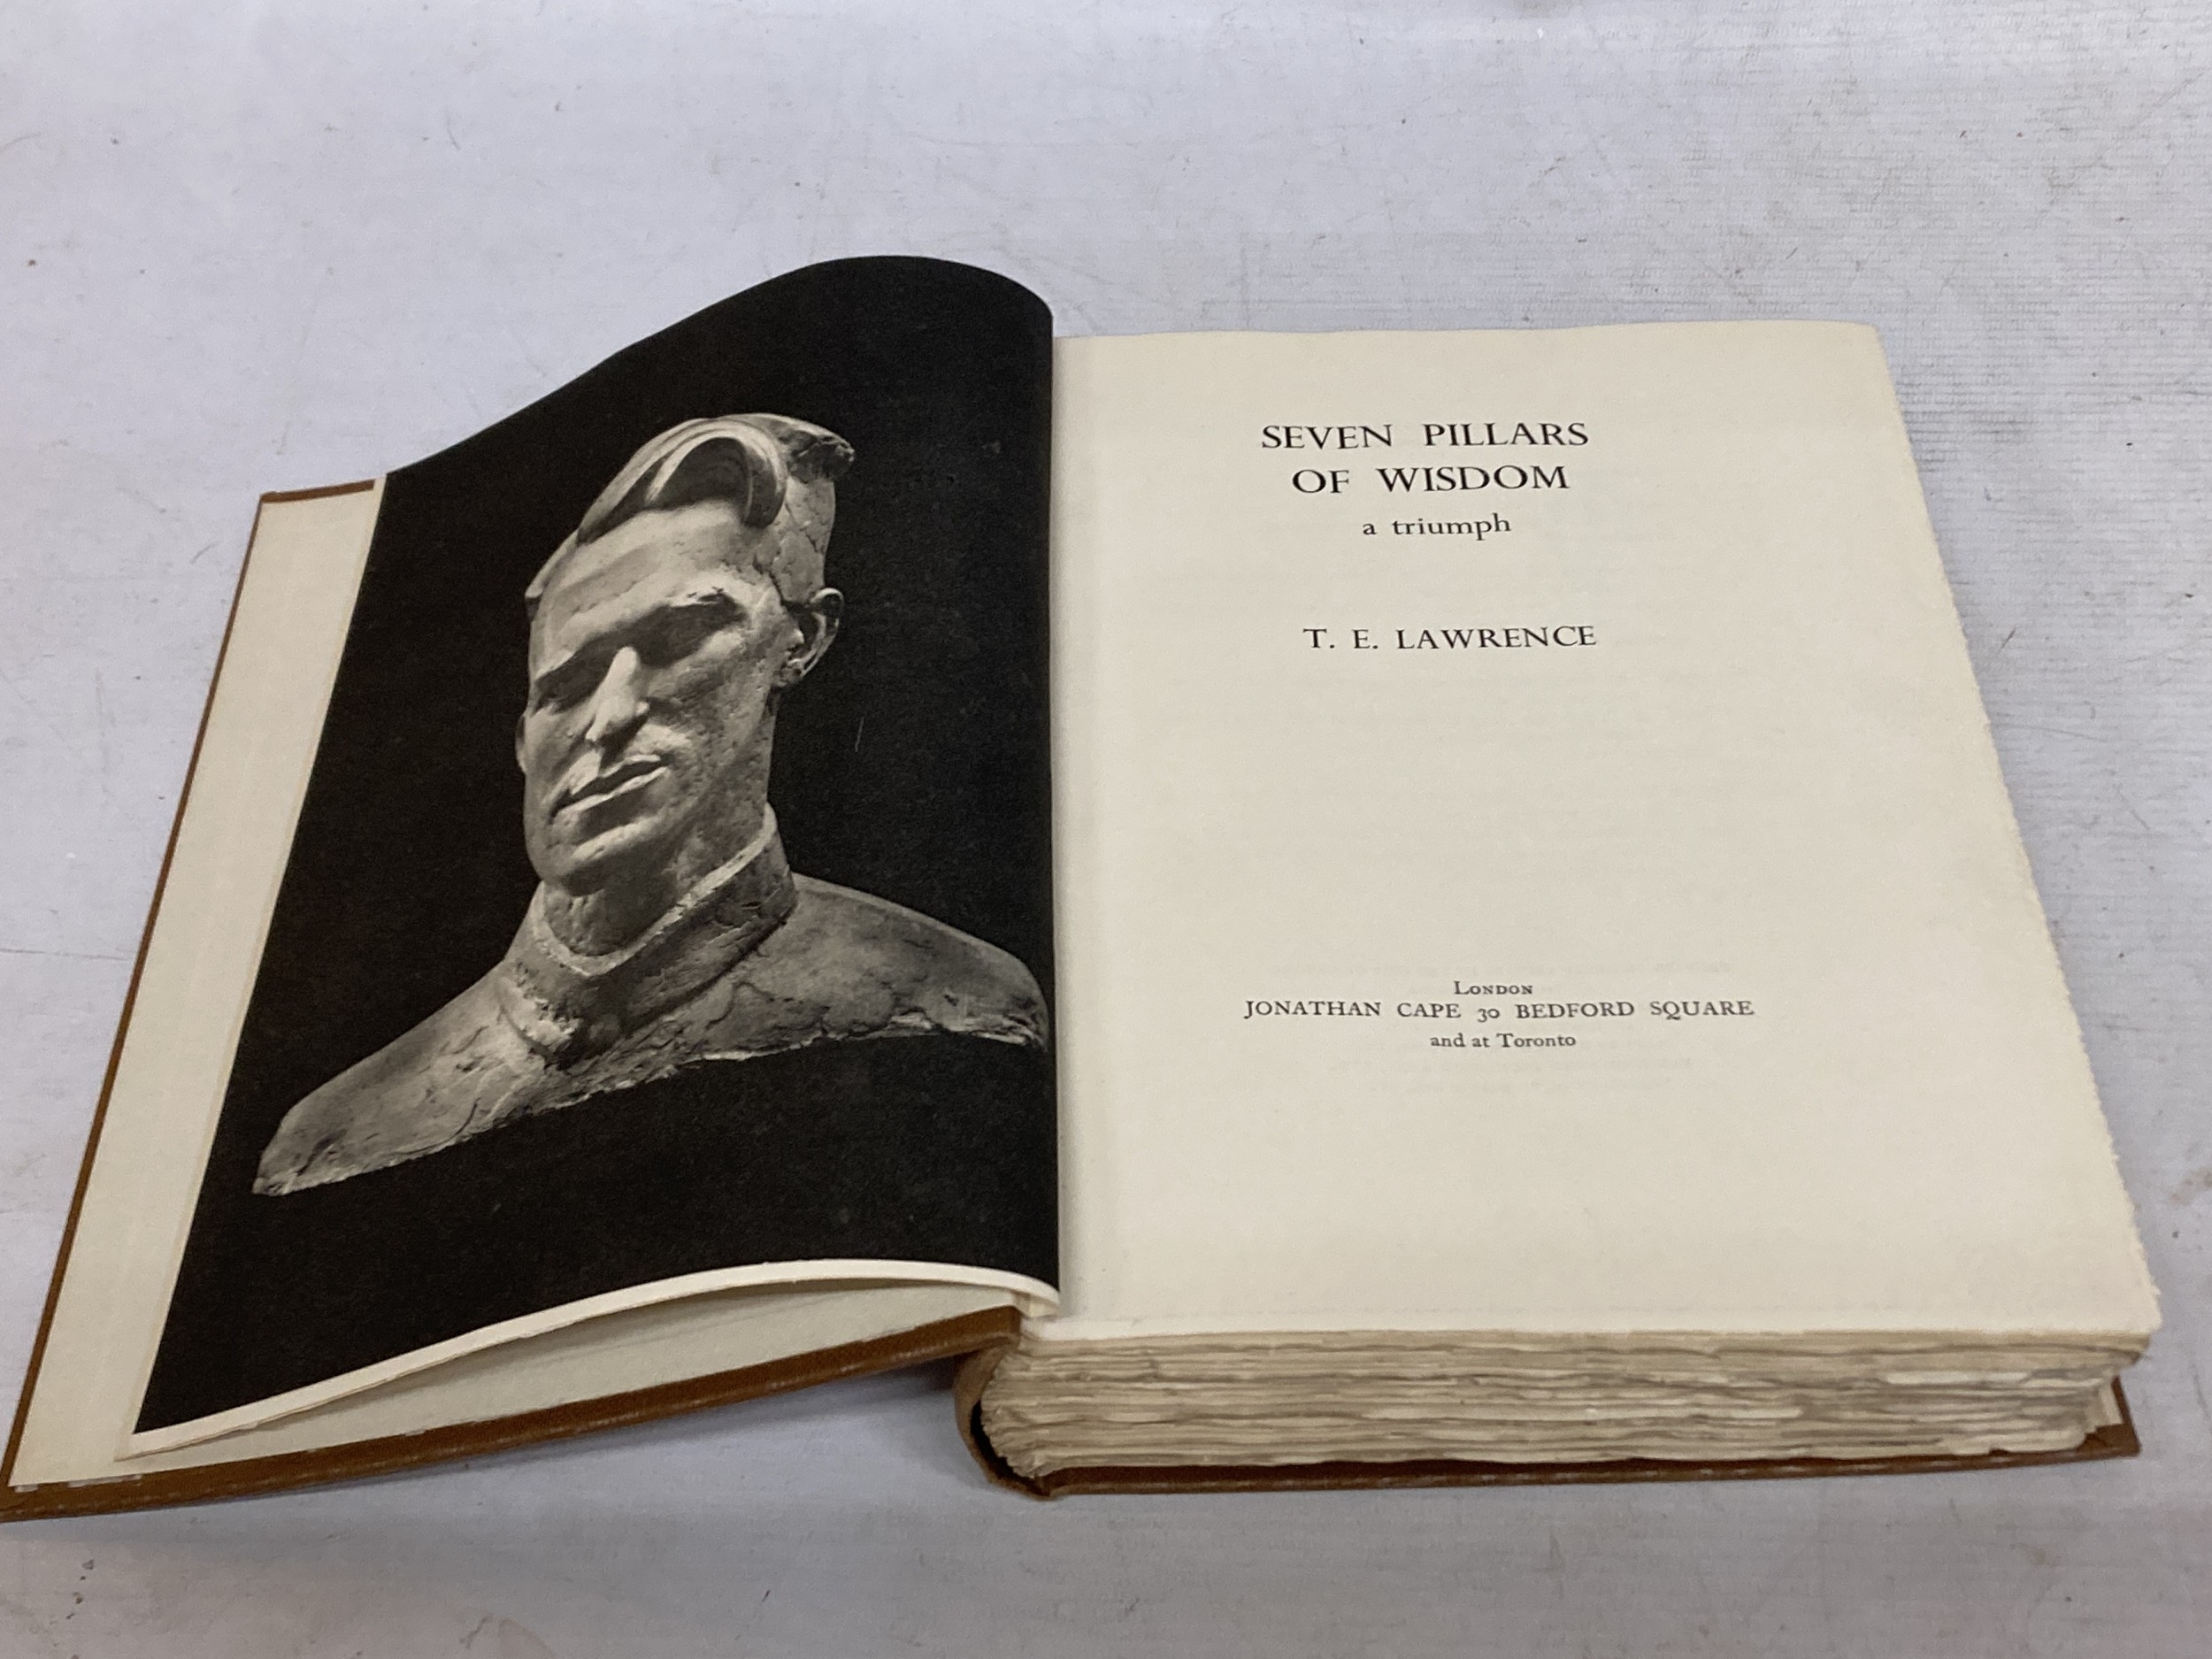 SEVEN PILLARS
OF WISDOM
a triumph
T. E. LAWRENCE
LONDON
JONATHAN CAPE 30 BEDFORD SQUARE
and at Toronto